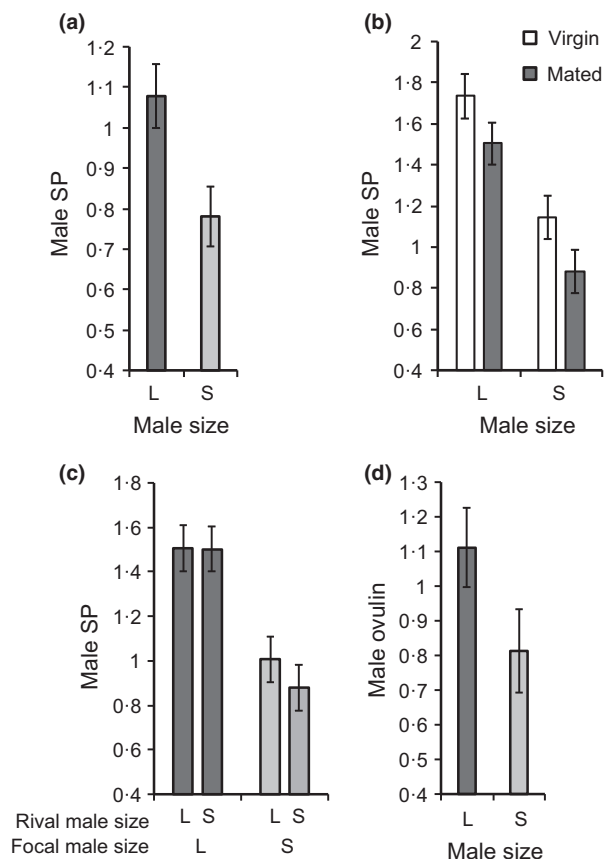 (a)
1·2
1·1
1
0·9
0·8
0·7
0·6
0·5
0·4
Male SP
L S
Male size
(b)
2
1·8
1·6
1·4
1·2
1
0·8
0·6
0·4
Male SP
Virgin
Mated
L S
Male size
(c)
1·8
1·6
1·4
1·2
1
0·8
0·6
0·4
Male SP
Rival male size L S L S
Focal male size L S
(d)
1·3
1·2
1·1
1
0·9
0·8
0·7
0·6
0·5
0·4
Male ovulin
L S
Male size